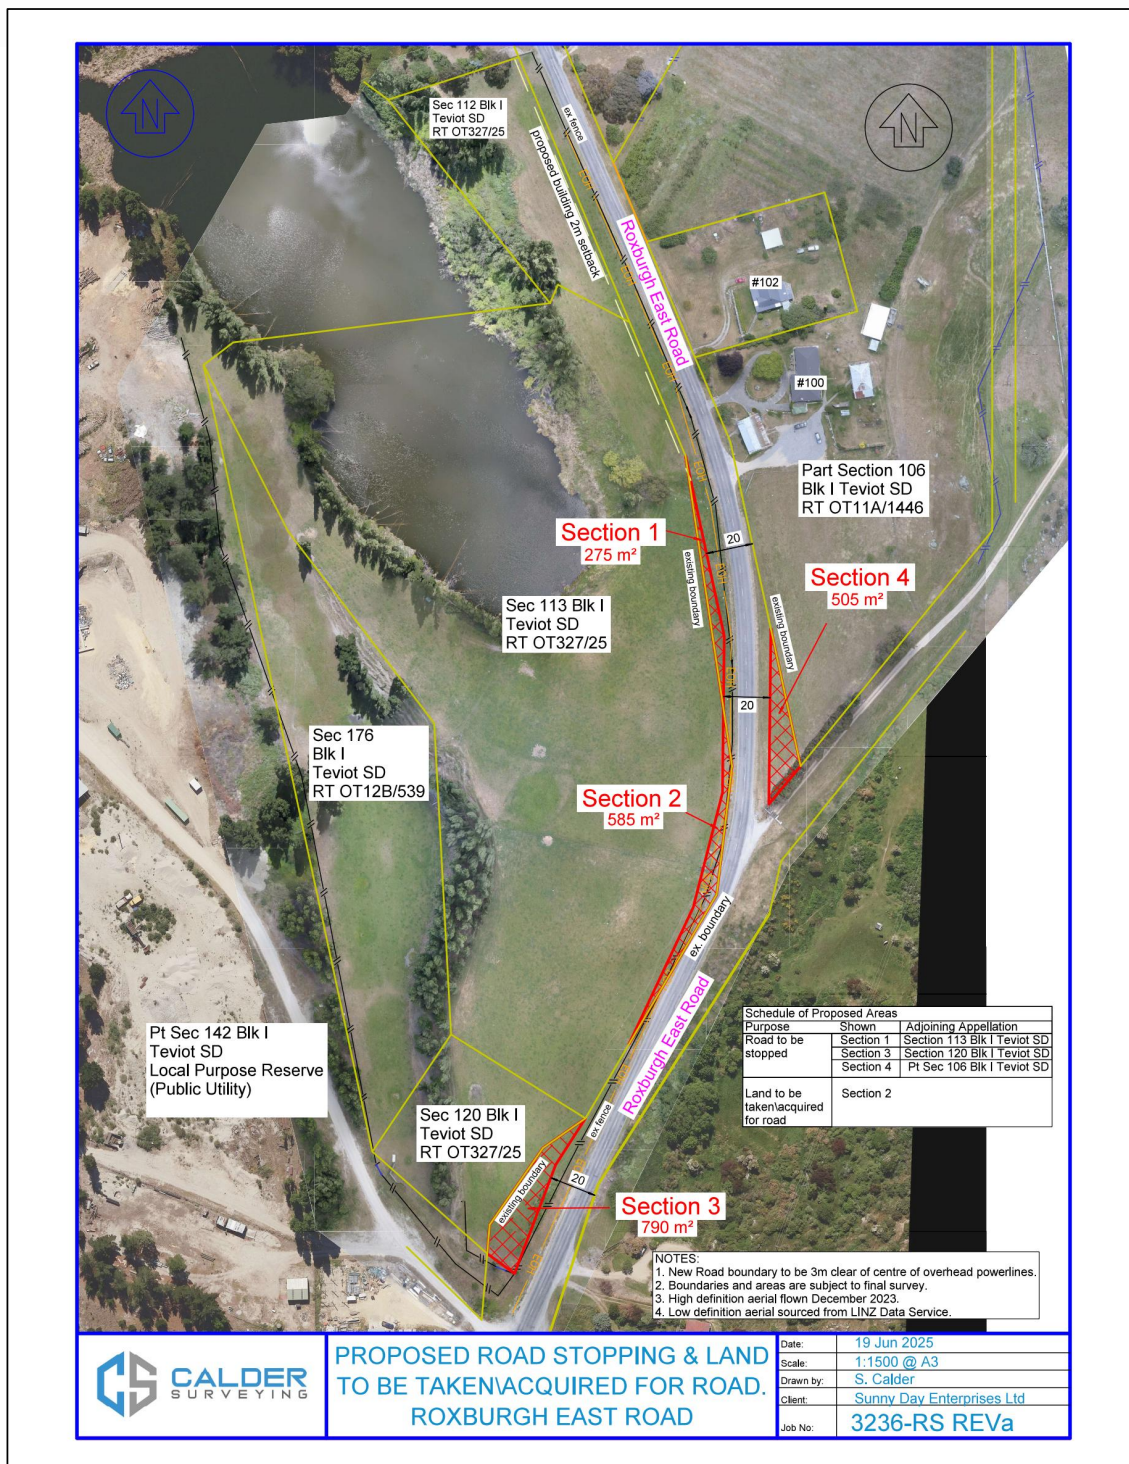 N
N
Sec 112 Blk I
Teviot SD
RT OT327/25
ex fence
proposed building 2m setback
Roxburgh East Road
#102
#100
Part Section 106
Blk I Teviot SD
RT OT11A/1446
Section 1
275 m²
20
existing boundary
Section 4
505 m²
existing boundary
Sec 113 Blk I
Teviot SD
RT OT327/25
20
Sec 176
Blk I
Teviot SD
RT OT12B/539
Section 2
585 m²
ex. boundary
Roxburgh East Road
Pt Sec 142 Blk I
Teviot SD
Local Purpose Reserve
(Public Utility)
Schedule of Proposed Areas
Purpose Shown Adjoining Appellation
Road to be stopped Section 1 Section 113 Blk I Teviot SD
Section 3 Section 120 Blk I Teviot SD
Section 4 Pt Sec 106 Blk I Teviot SD
Land to be
taken\acquired
for road
Section 2
Sec 120 Blk I
Teviot SD
RT OT327/25
ex fence
existing boundary
20
Section 3
790 m²
NOTES:
1. New Road boundary to be 3m clear of centre of overhead powerlines.
2. Boundaries and areas are subject to final survey.
3. High definition aerial flown December 2023.
4. Low definition aerial sourced from LINZ Data Service.
CS CALDER
SURVEYING
PROPOSED ROAD STOPPING & LAND
TO BE TAKEN\ACQUIRED FOR ROAD.
ROXBURGH EAST ROAD
Date: 19 Jun 2025
Scale: 1:1500 @ A3
Drawn by: S. Calder
Client: Sunny Day Enterprises Ltd
Job No: 3236-RS REVa